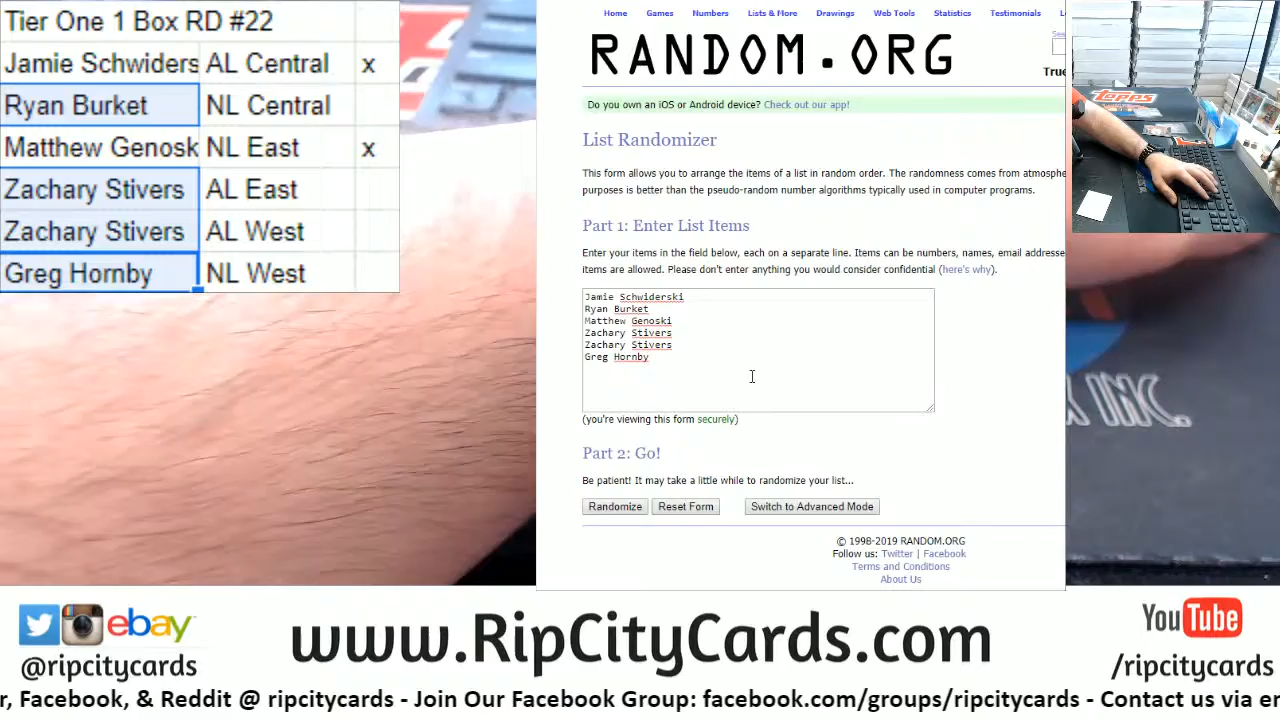 Tier One 1 Box RD #22
Jamie Schwiders AL Central x
Ryan Burket NL Central
Matthew Genosk NL East x
Zachary Stivers AL East
Zachary Stivers AL West
Greg Hornby NL West
Home Games Numbers Lists & More Drawings Web Tools Statistics Testimonials
RANDOM.ORG
True
Do you own an iOS or Android device? Check out our app!
List Randomizer
This form allows you to arrange the items of a list in random order. The randomness comes from atmosphe
purposes is better than the pseudo-random number algorithms typically used in computer programs.
Part 1: Enter List Items
Enter your items in the field below, each on a separate line. Items can be numbers, names, email addresse
items are allowed. Please don't enter anything you would consider confidential (here's why).
Jamie Schwiderski
Ryan Burket
Matthew Genoski
Zachary Stivers
Zachary Stivers
Greg Hornby
(you're viewing this form securely)
Part 2: Go!
Be patient! It may take a little while to randomize your list...
Randomize Reset Form Switch to Advanced Mode
© 1998-2019 RANDOM.ORG
Follow us: Twitter | Facebook
Terms and Conditions
About Us
topps
INC.
ebay
@ripcitycards
www.RipCityCards.com
YouTube
/ripcitycards
r, Facebook, & Reddit @ ripcitycards - Join Our Facebook Group: facebook.com/groups/ripcitycards - Contact us via em